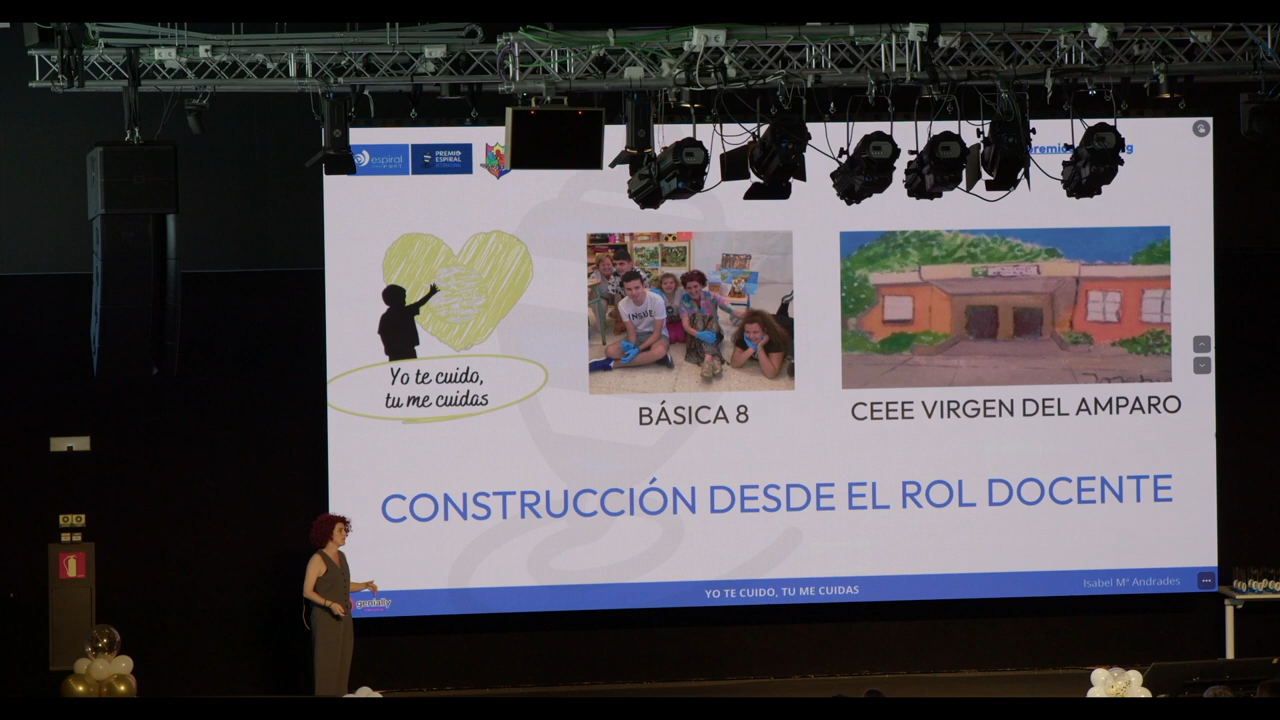 espiral
PREMIO
ESPIRAL
Yo te cuido,
tu me cuidas
INSIDE
BÁSICA 8
CEEE VIRGEN DEL AMPARO
CONSTRUCCIÓN DESDE EL ROL DOCENTE
genially
YO TE CUIDO, TU ME CUIDAS
Isabel Mª Andrades